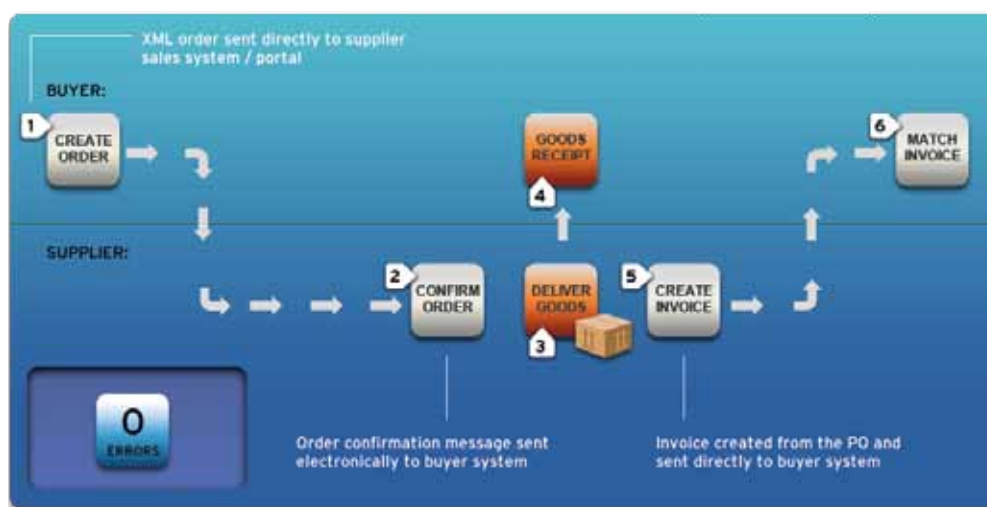 XML order sent directly to supplier
sales system / portal
BUYER:
1
CREATE
ORDER
GOODS
RECEIPT
4
6
MATCH
INVOICE
SUPPLIER:
2
CONFIRM
ORDER
DELIVER
GOODS
3
5
CREATE
INVOICE
0
ERRORS
Order confirmation message sent
electronically to buyer system
Invoice created from the PO and
sent directly to buyer system